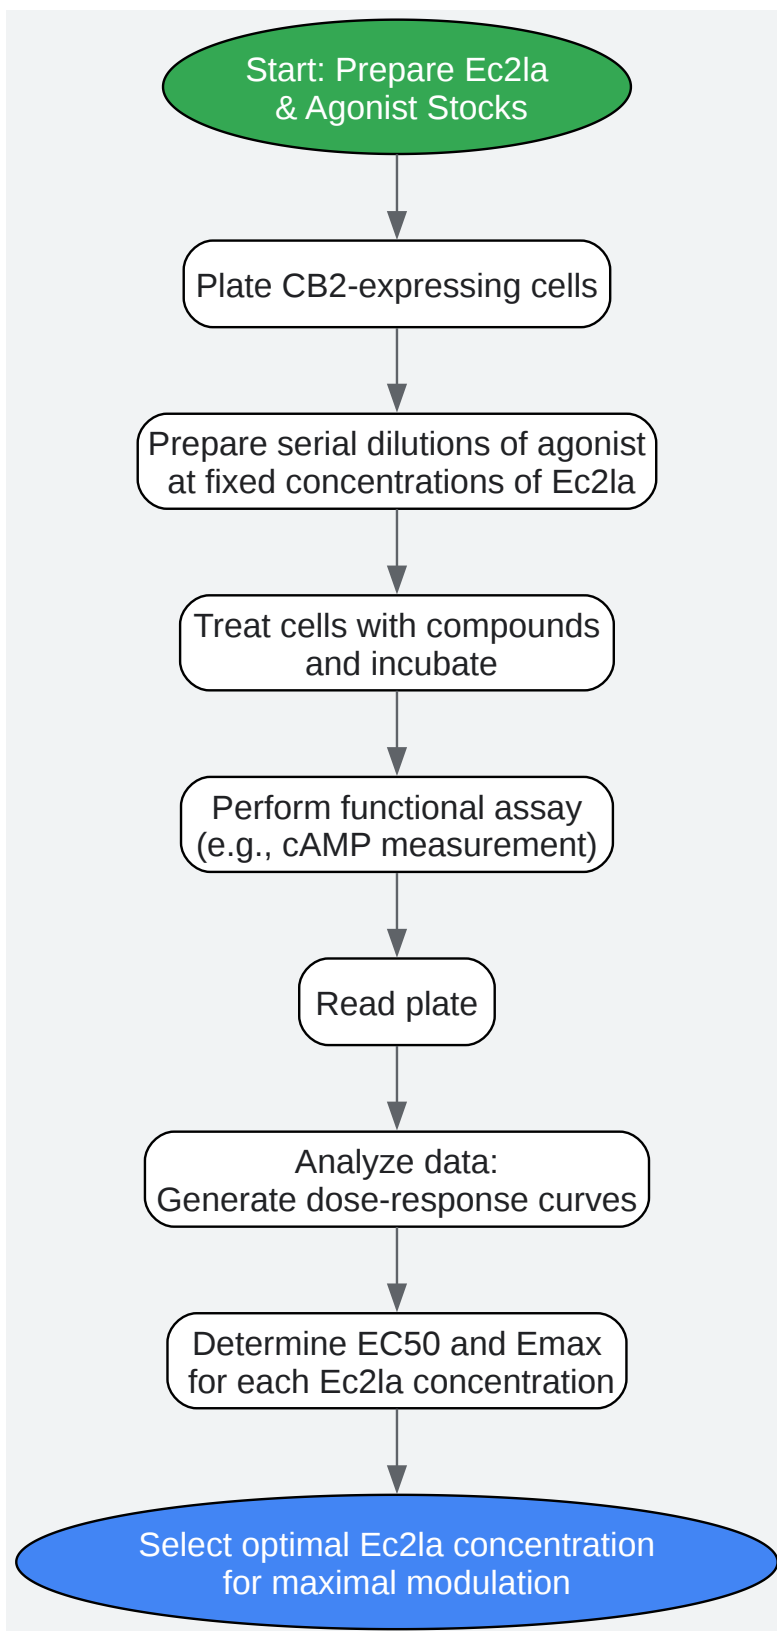 Start: Prepare Ec2la
& Agonist Stocks
Plate CB2-expressing cells
Prepare serial dilutions of agonist
at fixed concentrations of Ec2la
Treat cells with compounds
and incubate
Perform functional assay
(e.g., cAMP measurement)
Read plate
Analyze data:
Generate dose-response curves
Determine EC50 and Emax
for each Ec2la concentration
Select optimal Ec2la concentration
for maximal modulation